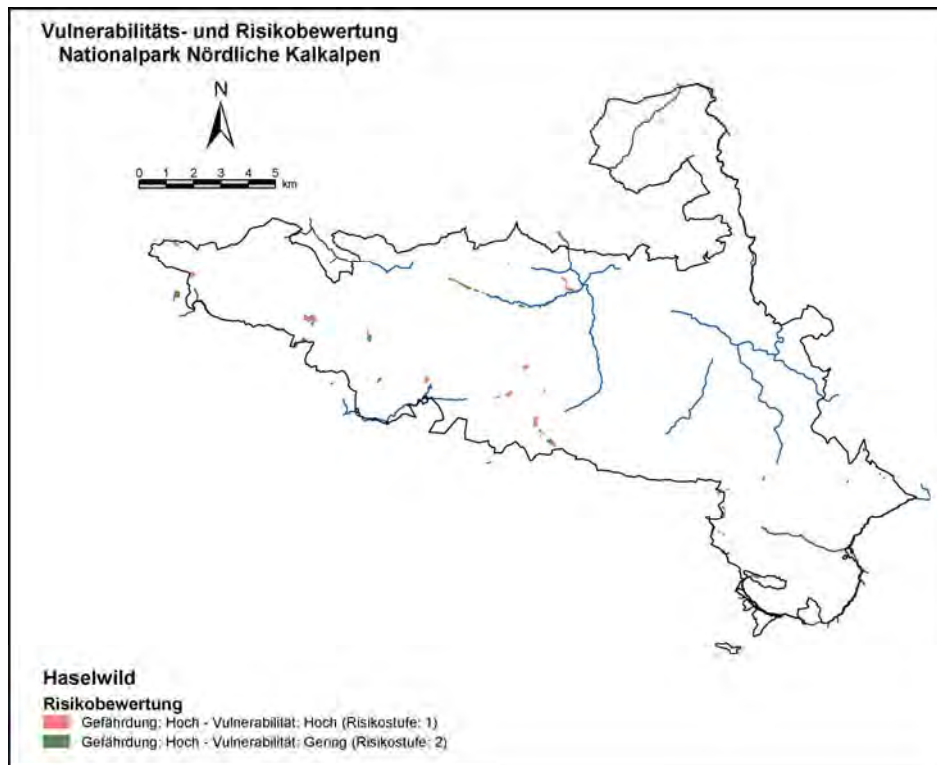 Vulnerabilitäts- und Risikobewertung
Nationalpark Nördliche Kalkalpen
N
0 1 2 3 4 5
km
Haselwild
Risikobewertung
Gefährdung: Hoch - Vulnerabilität: Hoch (Risikostufe: 1)
Gefährdung: Hoch - Vulnerabilität: Gering (Risikostufe: 2)